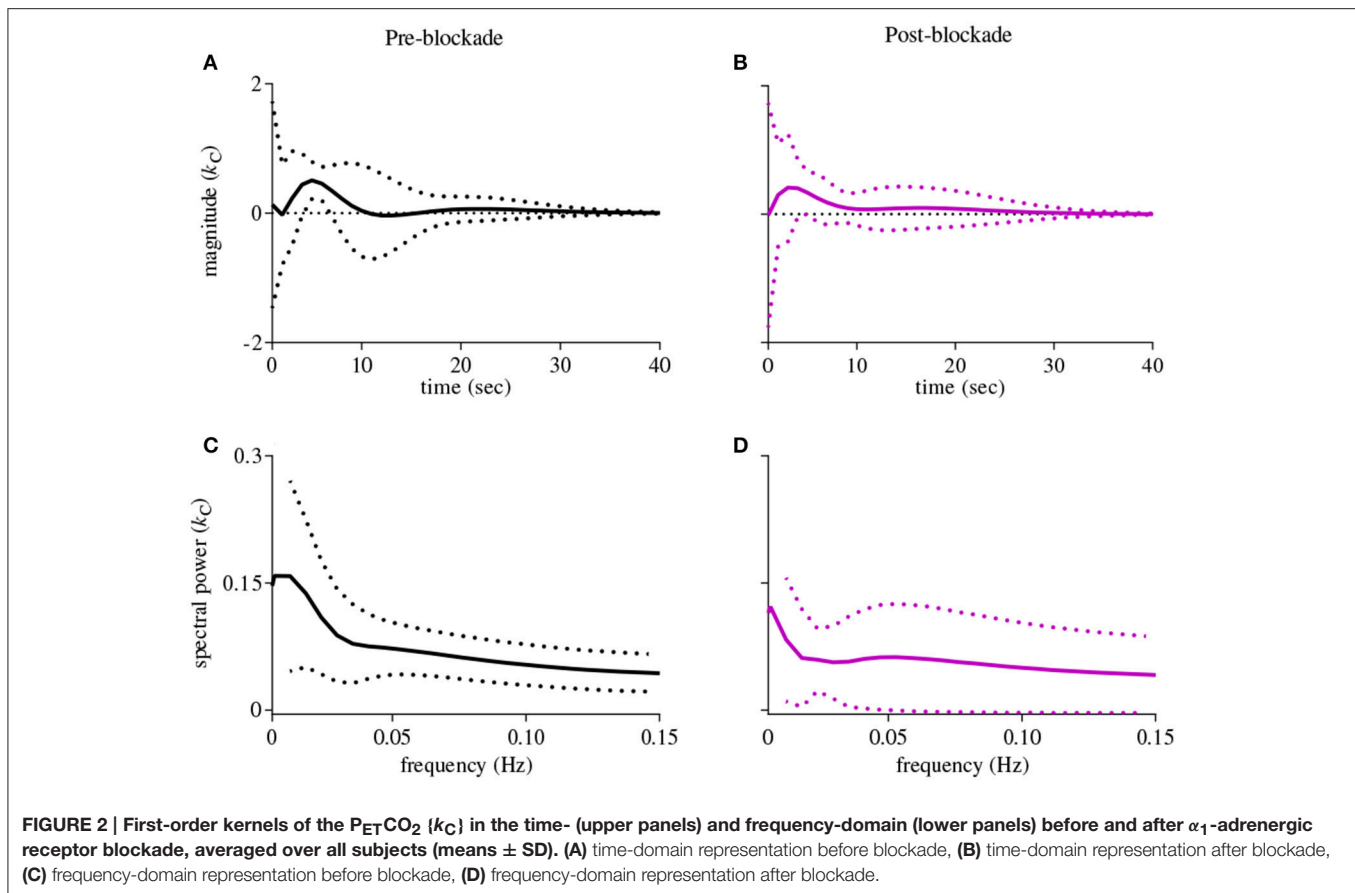 Pre-blockade
Post-blockade
A
B
2
0
-2
magnitude (kC)
0 10 20 30 40
time (sec)
0 10 20 30 40
time (sec)
C
D
0.3
0.15
0
spectral power (kC)
0 0.05 0.10 0.15
frequency (Hz)
0 0.05 0.10 0.15
frequency (Hz)
FIGURE 2 | First-order kernels of the PETCO2 {kC} in the time- (upper panels) and frequency-domain (lower panels) before and after α1-adrenergic
receptor blockade, averaged over all subjects (means ± SD). (A) time-domain representation before blockade, (B) time-domain representation after blockade,
(C) frequency-domain representation before blockade, (D) frequency-domain representation after blockade.